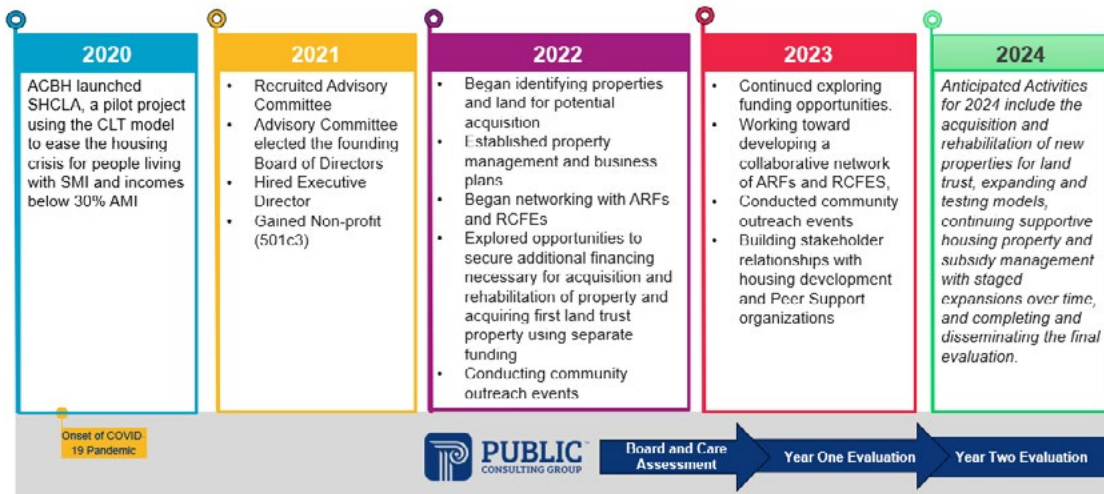 2020
ACBH launched
SHCLA, a pilot project
using the CLT model
to ease the housing
crisis for people living
with SMI and incomes
below 30% AMI
2021
• Recruited Advisory
Committee
• Advisory Committee
elected the founding
Board of Directors
• Hired Executive
Director
• Gained Non-profit
(501c3)
2022
• Began identifying properties
and land for potential
acquisition
• Established property
management and business
plans
• Began networking with ARFs
and RCFEs
• Explored opportunities to
secure additional financing
necessary for acquisition and
rehabilitation of property and
acquiring first land trust
property using separate
funding
• Conducting community
outreach events
2023
• Continued exploring
funding opportunities.
• Working toward
developing a
collaborative network
of ARFs and RCFES,
• Conducted community
outreach events
• Building stakeholder
relationships with
housing development
and Peer Support
organizations
2024
Anticipated Activities
for 2024 include the
acquisition and
rehabilitation of new
properties for land
trust, expanding and
testing models,
continuing supportive
housing property and
subsidy management
with staged
expansions over time,
and completing and
disseminating the final
evaluation.
Onset of COVID-
19 Pandemic
PUBLIC
CONSULTING GROUP
Board and Care
Assessment
Year One Evaluation
Year Two Evaluation